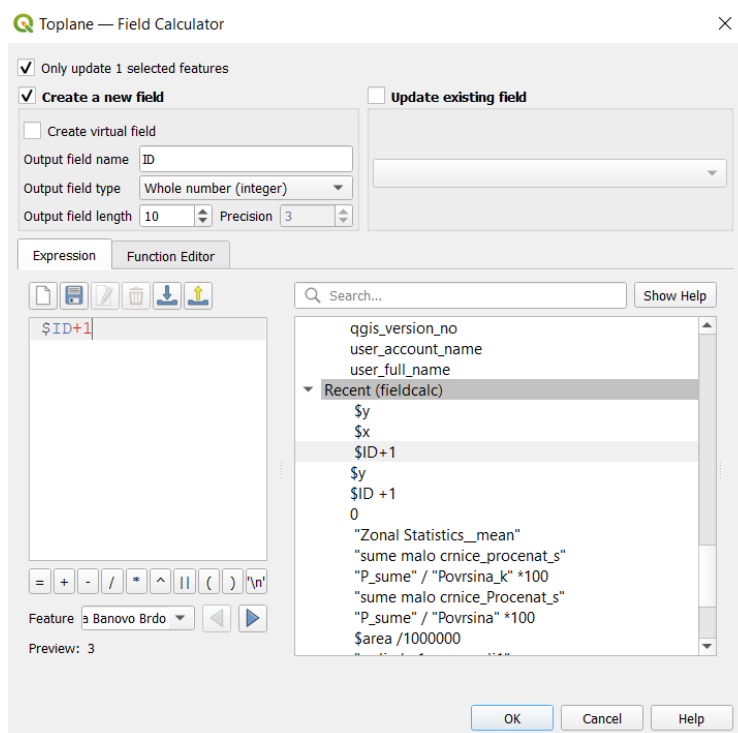 Toplane — Field Calculator
Only update 1 selected features
Create a new field
Update existing field
Create virtual field
Output field name ID
Output field type Whole number (integer)
Output field length 10 Precision 3
Expression Function Editor
Search... Show Help
$ID+1
qgis_version_no
user_account_name
user_full_name
Recent (fieldcalc)
$y
$x
$ID+1
$y
$ID +1
0
"Zonal Statistics__mean"
"sume malo crnice_procenat_s"
"P_sume" / "Povrsina_k" *100
"sume malo crnice_Procenat_s"
"P_sume" / "Povrsina" *100
$area /1000000
= + - / * ^ || ( ) '\n'
Feature a Banovo Brdo
Preview: 3
OK Cancel Help